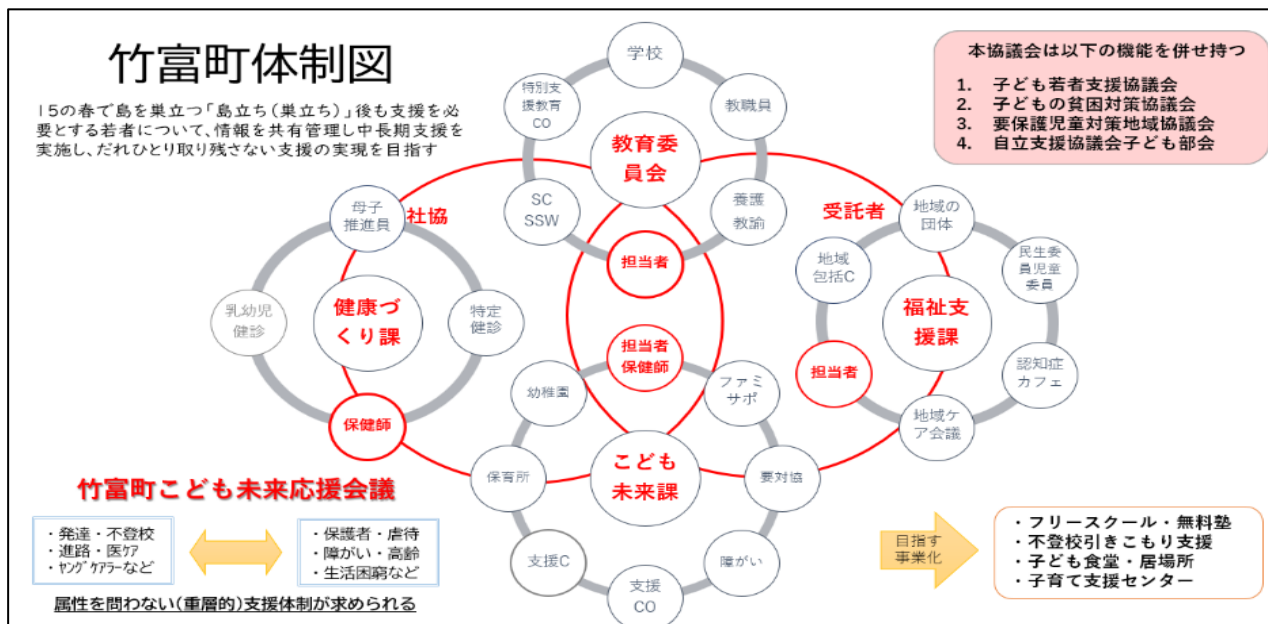 竹富町体制図
15の春で島を巣立つ「島立ち(巣立ち)」後も支援を必
要とする若者について、情報を共有管理し中長期支援を
実施し、だれひとり取り残さない支援の実現を目指す
本協議会は以下の機能を併せ持つ
1. 子ども若者支援協議会
2. 子どもの貧困対策協議会
3. 要保護児童対策地域協議会
4. 自立支援協議会子ども部会
学校
特別支
援教育
CO
教職員
教育委
員会
SC
SSW
養護
教諭
担当者
母子
推進員
社協
乳幼児
健診
健康づ
くり課
特定
健診
保健師
受託者
地域の
団体
地域
包括C
民生委
員児童
委員
福祉支
援課
担当者
認知症
カフェ
地域ケ
ア会議
担当者
保健師
幼稚園
ファミ
サポ
保育所
こども
未来課
要対協
支援C
支援
CO
障がい
竹富町こども未来応援会議
・発達・不登校
・進路・医ケア
・ヤングケアラーなど
・保護者・虐待
・障がい・高齢
・生活困窮など
属性を問わない(重層的)支援体制が求められる
目指す
事業化
・フリースクール・無料塾
・不登校引きこもり支援
・子ども食堂・居場所
・子育て支援センター